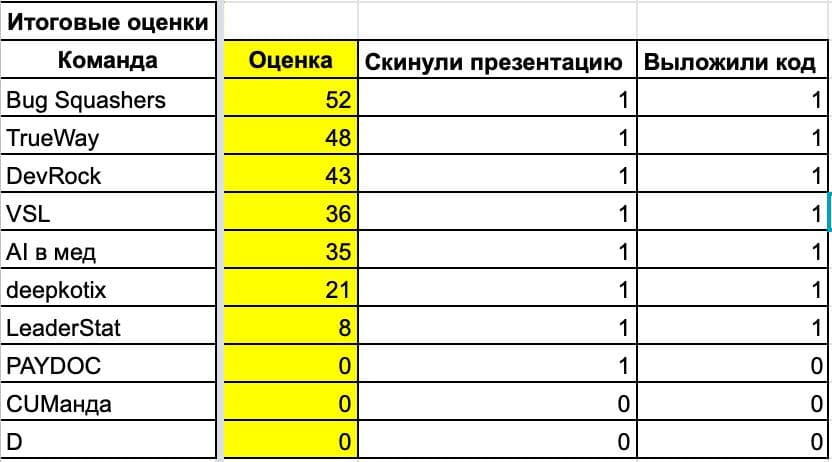 Итоговые оценки
Команда Оценка Скинули презентацию Выложили код
Bug Squashers 52 1 1
TrueWay 48 1 1
DevRock 43 1 1
VSL 36 1 1
AI в мед 35 1 1
deepkotix 21 1 1
LeaderStat 8 1 1
PAYDOC 0 1 0
CUMанда 0 0 0
D 0 0 0